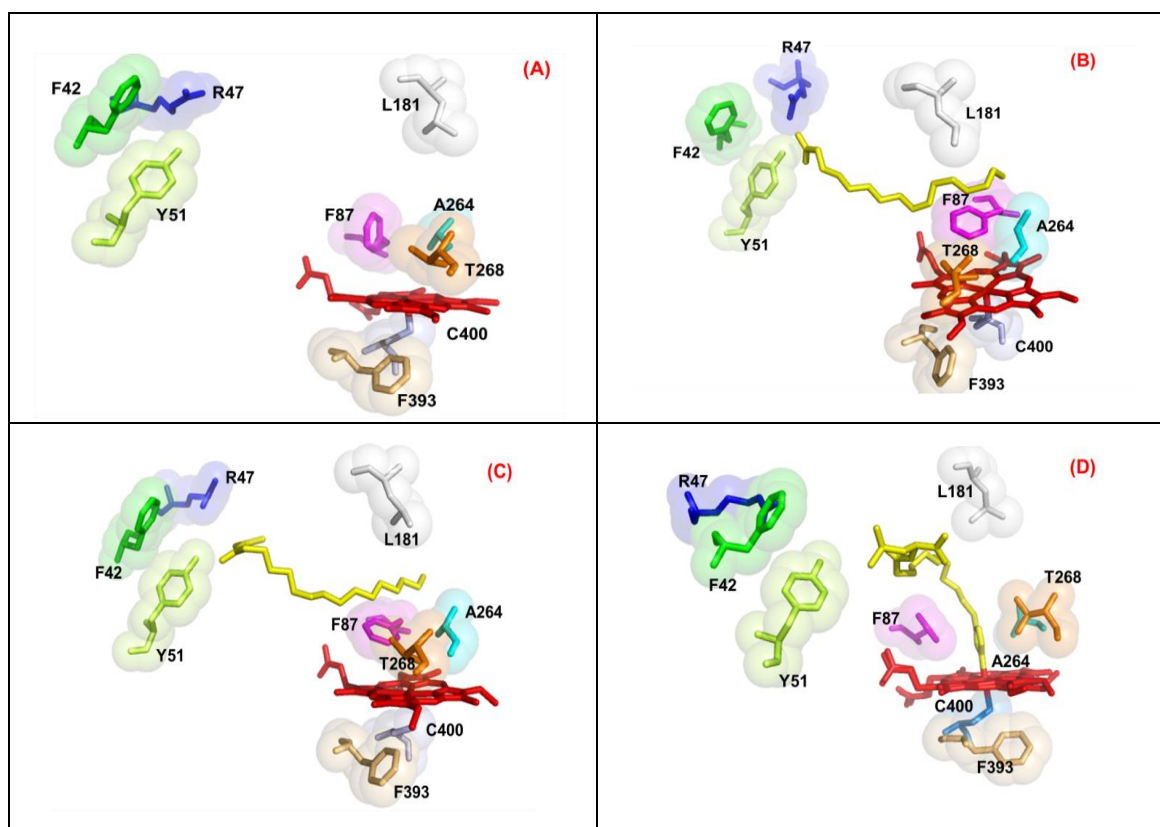 (A)
F42
R47
L181
Y51
F87
A264
T268
C400
F393
(B)
R47
L181
F42
Y51
F87
A264
T268
C400
F393
(C)
R47
F42
L181
Y51
F87
A264
T268
C400
F393
(D)
R47
L181
F42
T268
F87
Y51
A264
C400
F393